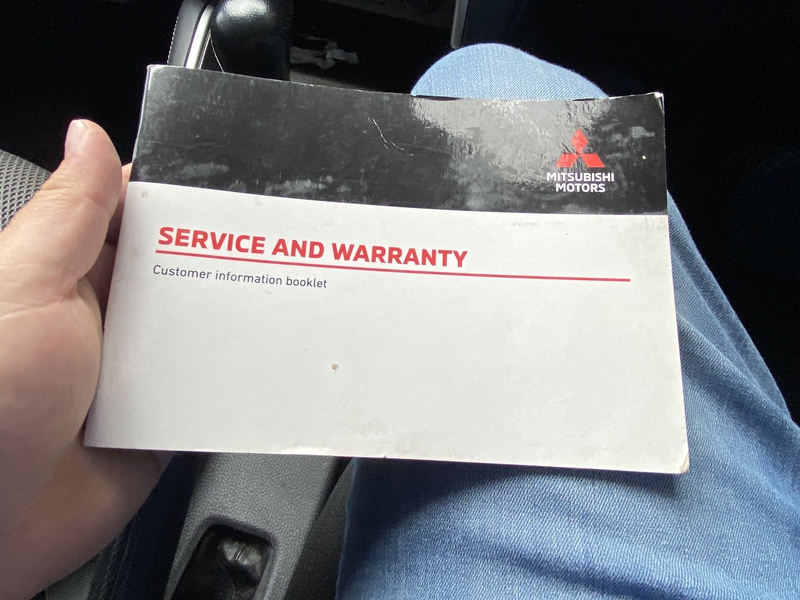 MITSUBISHI
MOTORS
SERVICE AND WARRANTY
Customer information booklet